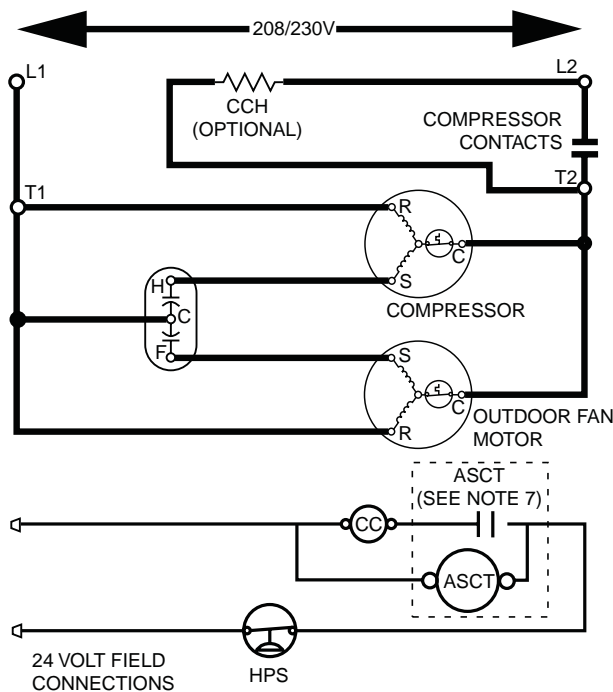 208/230V
L1
L2
CCH
(OPTIONAL)
COMPRESSOR
CONTACTS
T1
T2
R
C
S
COMPRESSOR
H
C
F
S
C
R
OUTDOOR FAN
MOTOR
ASCT
(SEE NOTE 7)
CC
ASCT
24 VOLT FIELD
CONNECTIONS
HPS